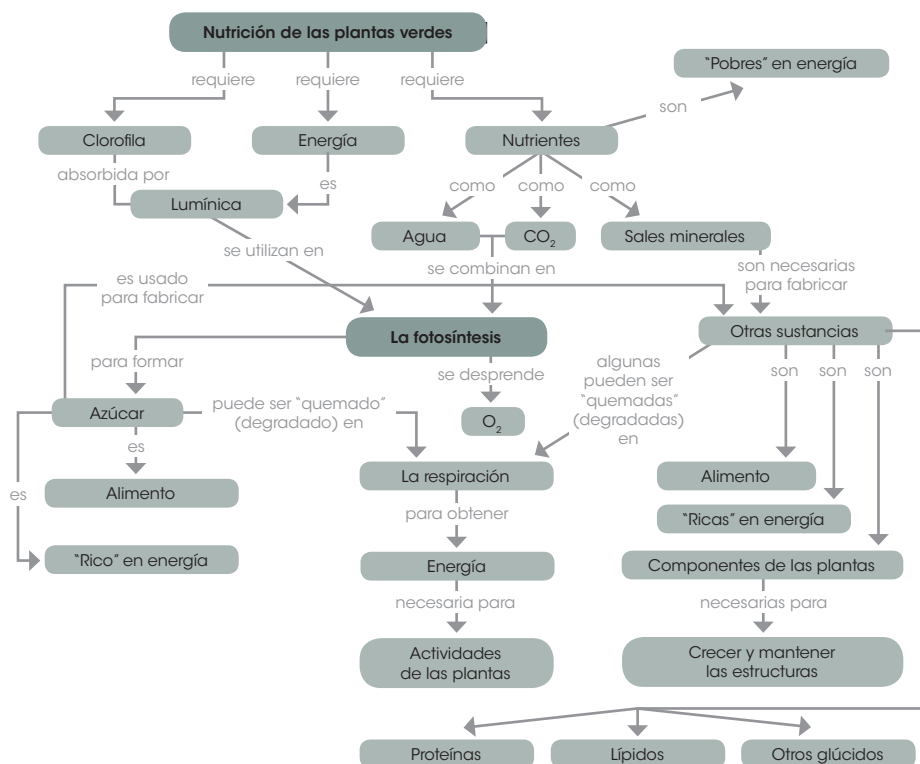 Nutrición de las plantas verdes
requiere
requiere
requiere
"Pobres" en energía
son
Clorofila
Energía
Nutrientes
absorbida por
es
como
como
como
Lumínica
Agua
CO₂
Sales minerales
se utilizan en
se combinan en
son necesarias
para fabricar
es usado
para fabricar
La fotosíntesis
Otras sustancias
para formar
se desprende
algunas
pueden ser
"quemadas"
(degradadas)
en
son
son
son
Azúcar
puede ser "quemado"
(degradado) en
O₂
es
es
La respiración
Alimento
Alimento
para obtener
"Ricas" en energía
"Rico" en energía
Energía
Componentes de las plantas
necesaria para
necesarias para
Actividades
de las plantas
Crecer y mantener
las estructuras
Proteínas
Lípidos
Otros glúcidos